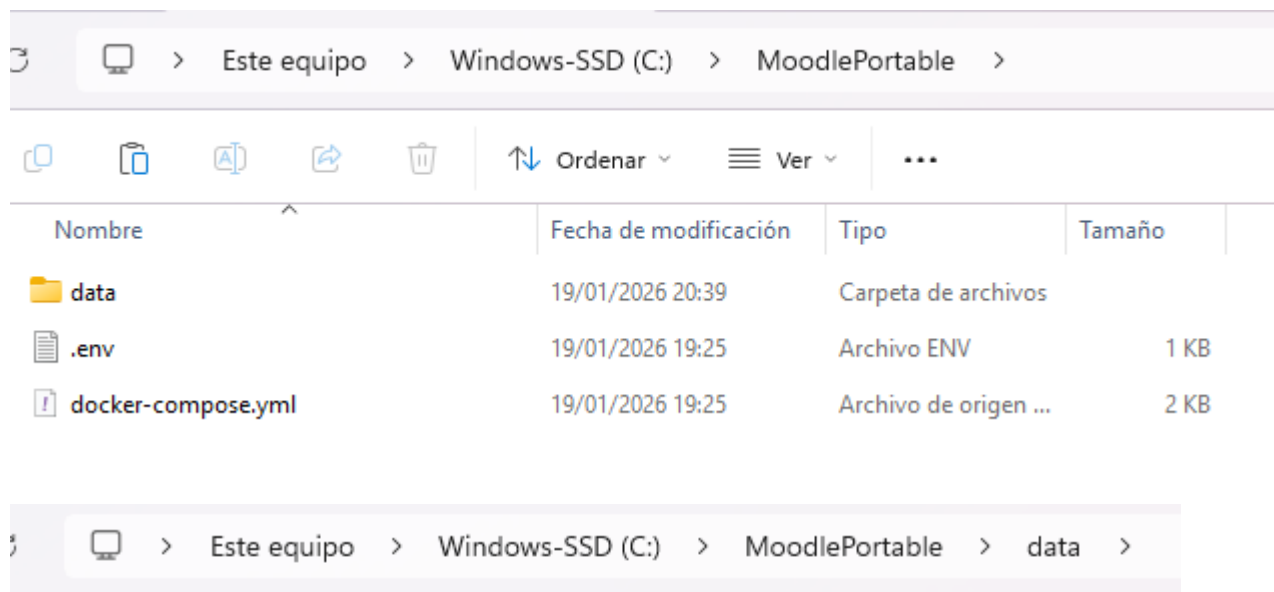 Este equipo > Windows-SSD (C:) > MoodlePortable >
Ordenar Ver ...
Nombre Fecha de modificación Tipo Tamaño
data 19/01/2026 20:39 Carpeta de archivos
.env 19/01/2026 19:25 Archivo ENV 1 KB
docker-compose.yml 19/01/2026 19:25 Archivo de origen ... 2 KB
Este equipo > Windows-SSD (C:) > MoodlePortable > data >